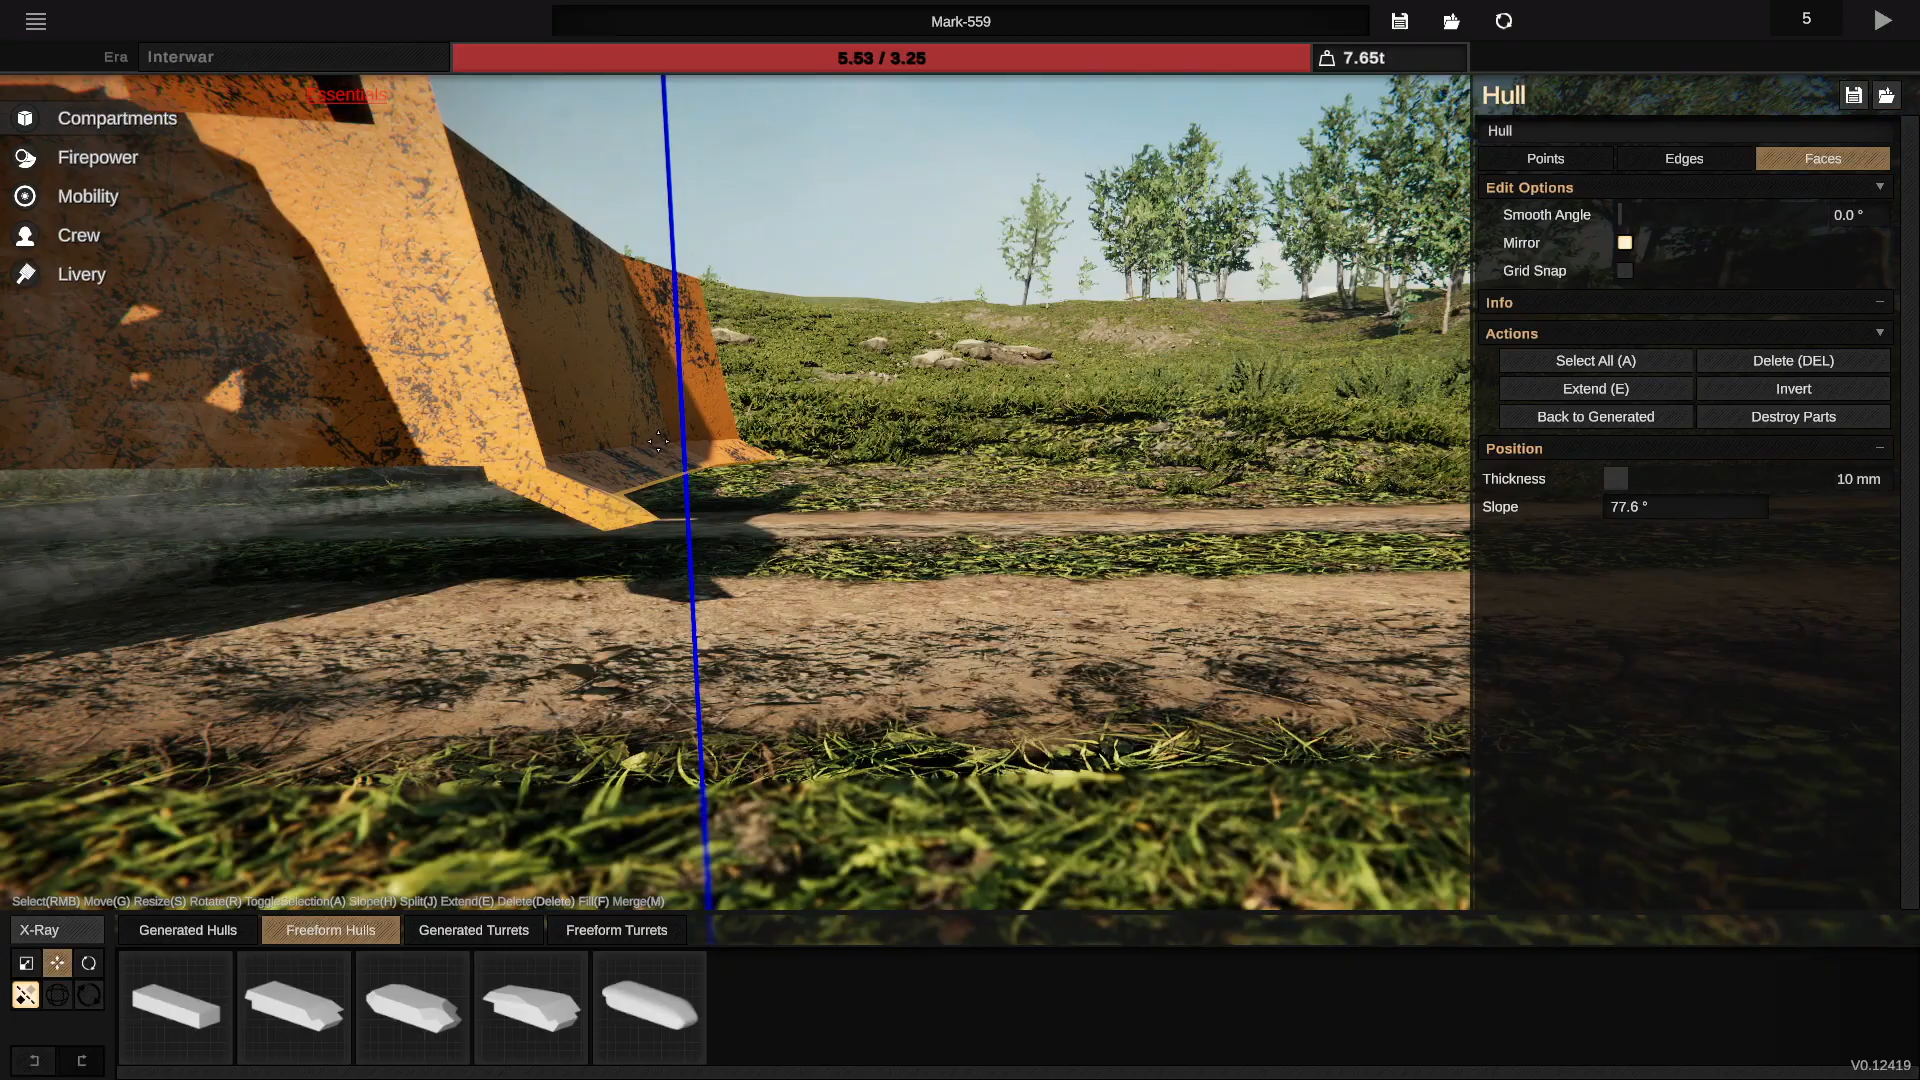 Mark-559
5
Era
Interwar
5.53 / 3.25
7.65t
Essentials
Compartments
Firepower
Mobility
Crew
Livery
Hull
Hull
Points
Edges
Faces
Edit Options
Smooth Angle
0.0 °
Mirror
Grid Snap
Info
Actions
Select All (A)
Delete (DEL)
Extend (E)
Invert
Back to Generated
Destroy Parts
Position
Thickness
10 mm
Slope
77.6 °
Select(RMB) Move(G) Resize(S) Rotate(R) ToggleSelection(A) Slope(H) Split(J) Extend(E) Delete(Delete) Fill(F) Merge(M)
X-Ray
Generated Hulls
Freeform Hulls
Generated Turrets
Freeform Turrets
V0.12419